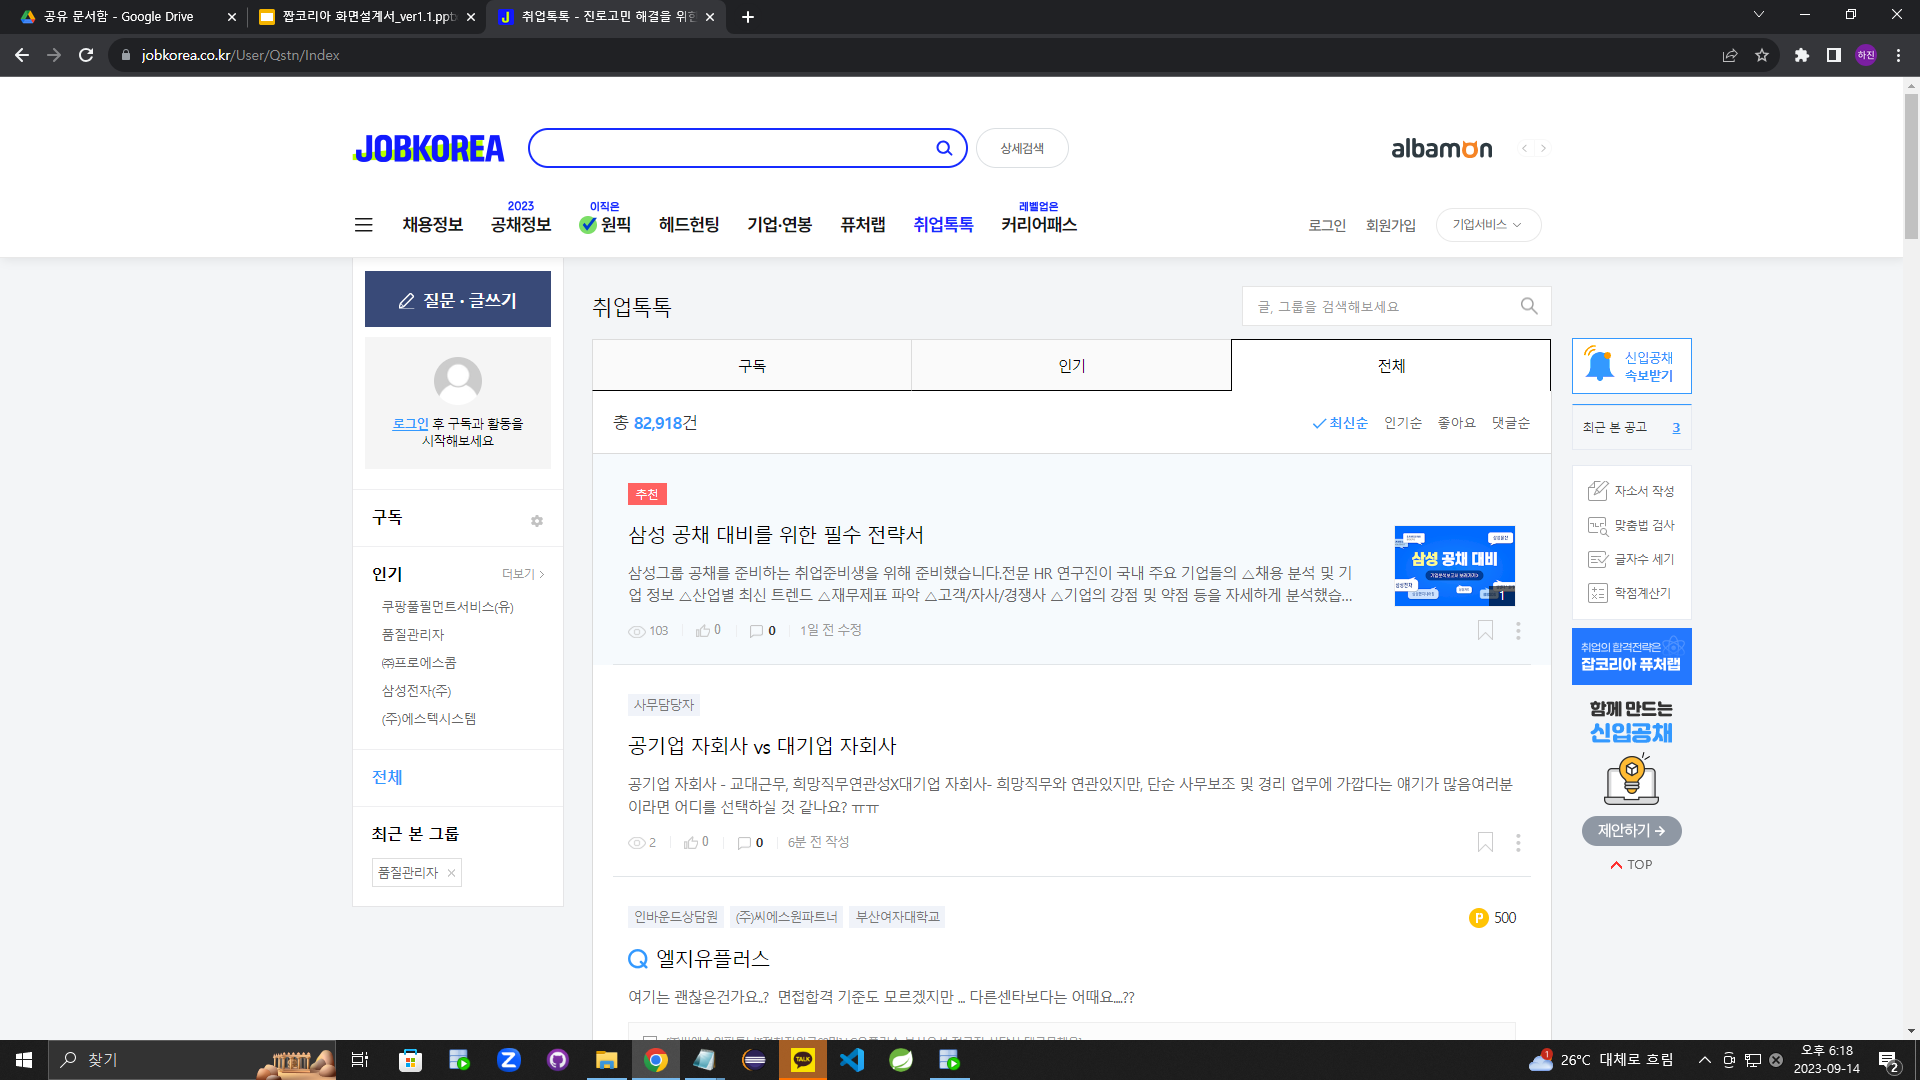 공유 문서함 - Google Drive
짭코리아 화면설계서_ver1.1.ppt
취업톡톡 - 진로고민 해결을 위한
jobkorea.co.kr/User/Qstn/Index
하진
JOBKOREA
상세검색
albamon
2023
이직은
레벨업은
채용정보
공채정보
원픽
헤드헌팅
기업·연봉
퓨처랩
취업톡톡
커리어패스
로그인
회원가입
기업서비스
질문 · 글쓰기
로그인 후 구독과 활동을
시작해보세요
구독
인기
더보기
쿠팡풀필먼트서비스(유)
품질관리자
㈜프로에스콤
삼성전자(주)
(주)에스텍시스템
전체
최근 본 그룹
품질관리자
취업톡톡
글, 그룹을 검색해보세요
구독
인기
전체
총 82,918건
최신순
인기순
좋아요
댓글순
추천
삼성 공채 대비를 위한 필수 전략서
삼성그룹 공채를 준비하는 취업준비생을 위해 준비했습니다.전문 HR 연구진이 국내 주요 기업들의 △채용 분석 및 기
업 정보 △산업별 최신 트렌드 △재무제표 파악 △고객/자사/경쟁사 △기업의 강점 및 약점 등을 자세하게 분석했습...
삼성 공채 대비
1
103
0
0
1일 전 수정
사무담당자
공기업 자회사 vs 대기업 자회사
공기업 자회사 - 교대근무, 희망직무연관성X대기업 자회사- 희망직무와 연관있지만, 단순 사무보조 및 경리 업무에 가깝다는 얘기가 많음여러분
이라면 어디를 선택하실 것 같나요? ㅠㅠ
2
0
0
6분 전 작성
인바운드상담원
(주)씨에스원파트너
부산여자대학교
P 500
Q 엘지유플러스
여기는 괜찮은건가요..? 면접합격 기준도 모르겠지만 ... 다른센타보다는 어때요....??
신입공채
속보받기
최근 본 공고 3
자소서 작성
맞춤법 검사
글자수 세기
학점계산기
취업의 합격전략은
잡코리아 퓨처랩
함께 만드는
신입공채
제안하기
TOP
찾기
TALK
1
26°C 대체로 흐림
오후 6:18
2023-09-14
2